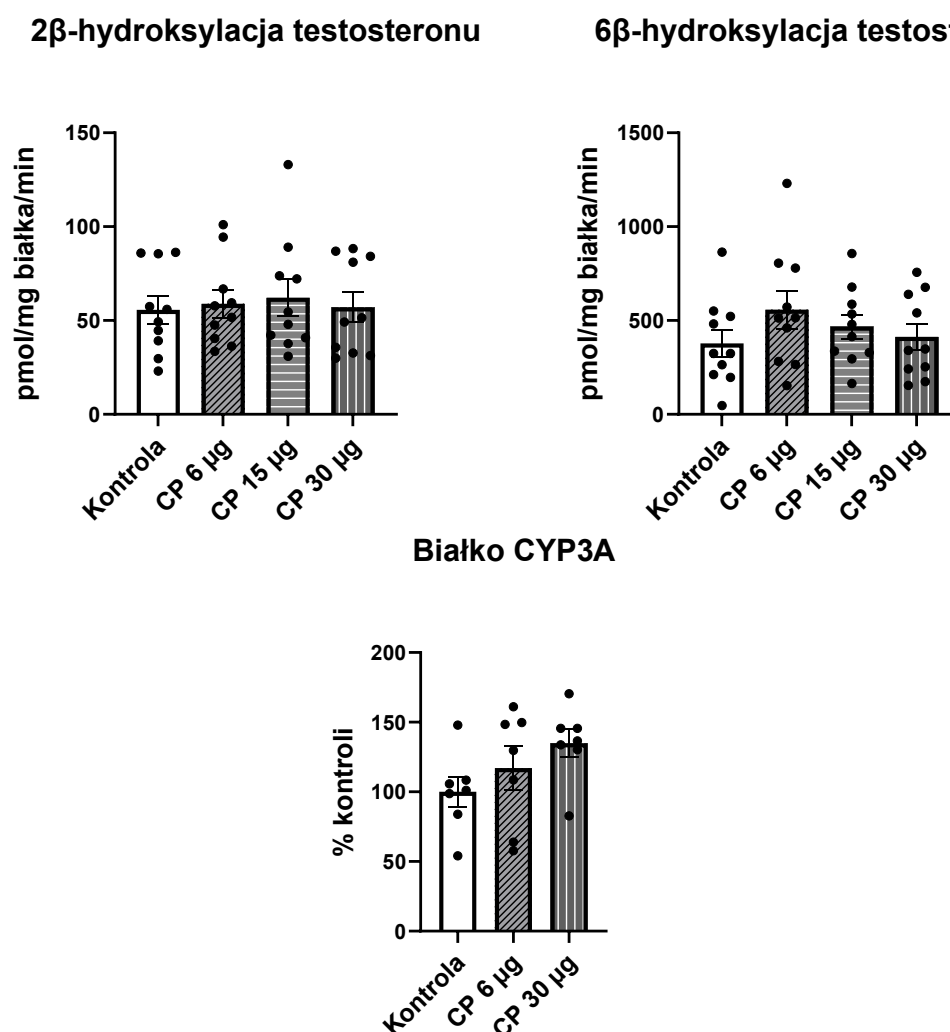 2β-hydroksylacja testosteronu
6β-hydroksylacja testost
pmol/mg białka/min
150
100
50
0
Kontrola
CP 6 µg
CP 15 µg
CP 30 µg
pmol/mg białka/min
1500
1000
500
0
Kontrola
CP 6 µg
CP 15 µg
CP 30 µg
Białko CYP3A
% kontroli
200
150
100
50
0
Kontrola
CP 6 µg
CP 30 µg